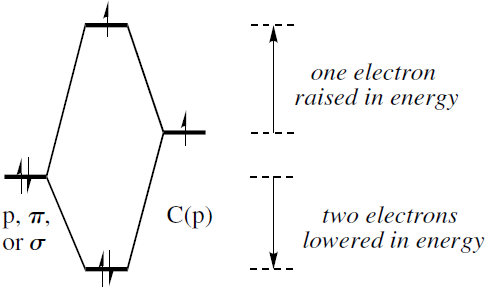 one electron
raised in energy
p, π,
or σ
C(p)
two electrons
lowered in energy